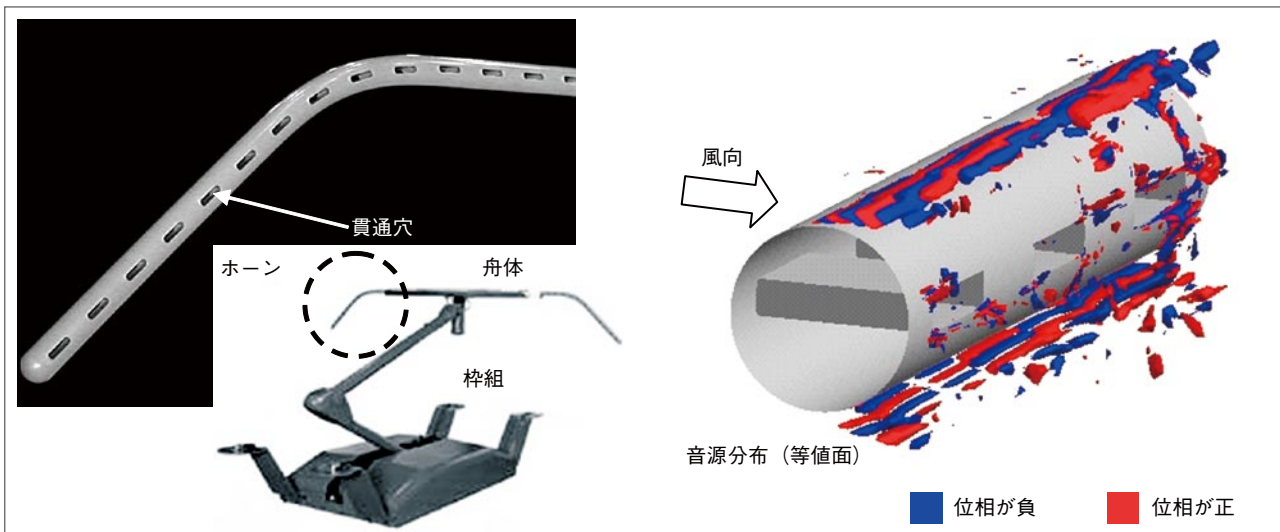 貫通穴
ホーン
舟体
枠組
風向
音源分布（等値面）
位相が負
位相が正